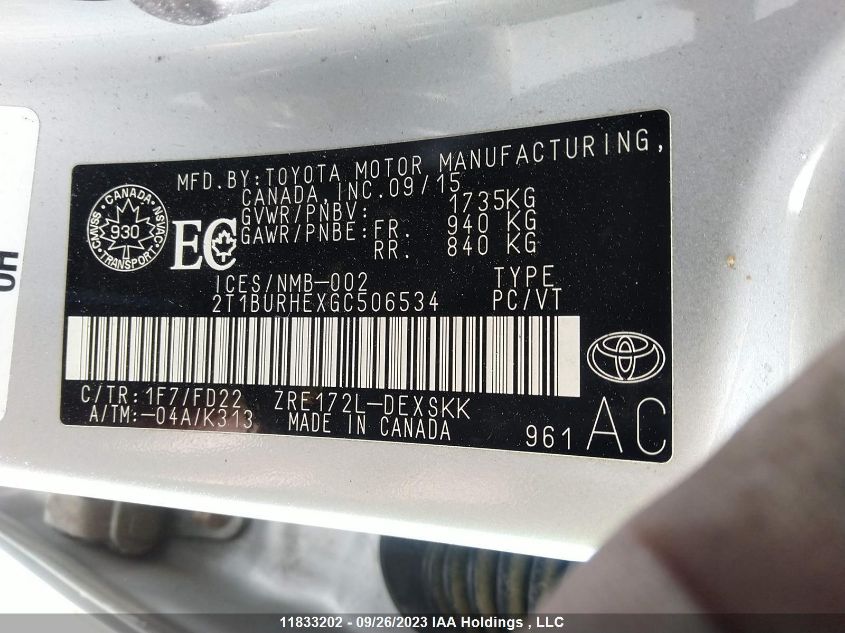 MFD.BY:TOYOTA MOTOR MANUFACTURING,
CANADA,INC.09/15
GVWR/PNBV: 1735KG
GAWR/PNBE: FR. 940 KG
RR. 840 KG
CANADA
CMVSS 930 NSVAC
TRANSPORT
EC
ICES/NMB-002
TYPE
2T1BURHEXGC506534
PC/VT
C/TR:1F7/FD22 ZRE172L-DEXSKK
A/TM:-04A/K313 MADE IN CANADA
961 AC
11833202 - 09/26/2023 IAA Holdings , LLC